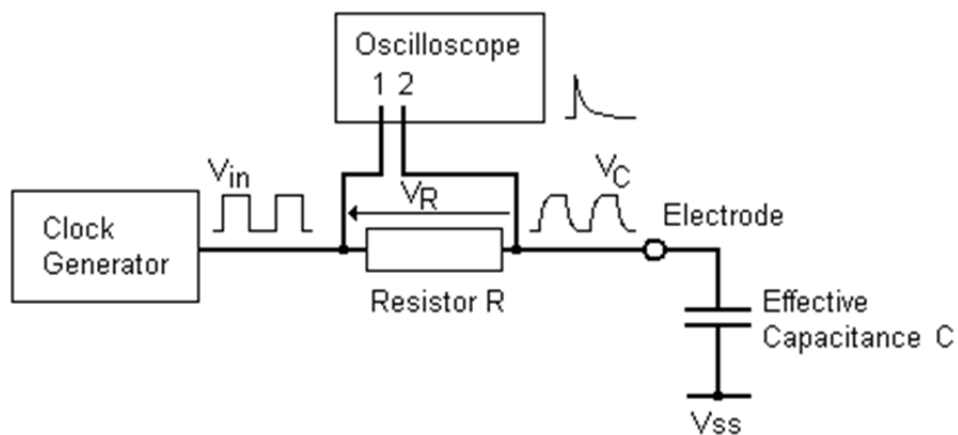 Oscilloscope
1 2
Vin
VR
VC
Clock
Generator
Electrode
Resistor R
Effective
Capacitance C
Vss